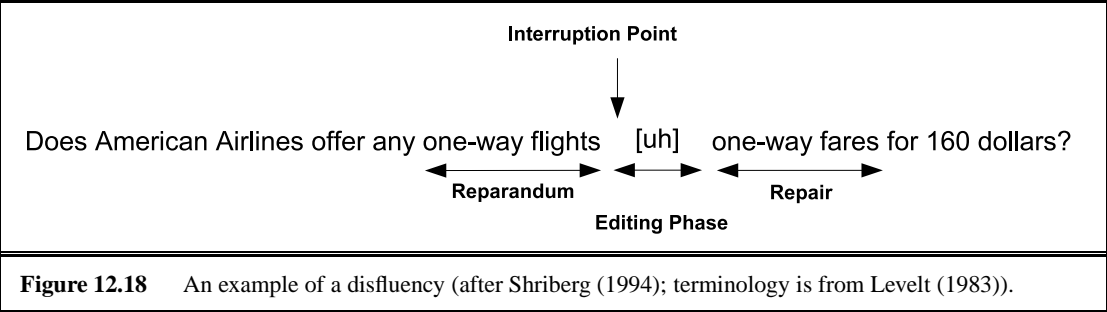 Interruption Point
Does American Airlines offer any one-way flights [uh] one-way fares for 160 dollars?
Reparandum Repair
Editing Phase
Figure 12.18 An example of a disfluency (after Shriberg (1994); terminology is from Levelt (1983)).